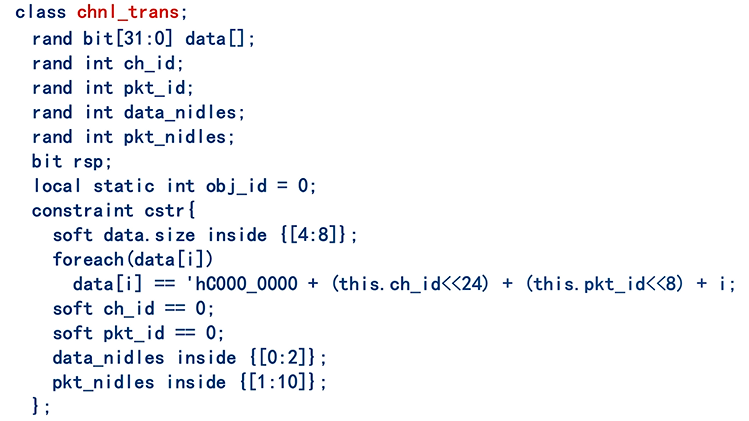 class chnl_trans;
rand bit[31:0] data[];
rand int ch_id;
rand int pkt_id;
rand int data_nidles;
rand int pkt_nidles;
bit rsp;
local static int obj_id = 0;
constraint cstr{
soft data.size inside {[4:8]};
foreach(data[i])
data[i] == 'hC000_0000 + (this.ch_id<<24) + (this.pkt_id<<8) + i;
soft ch_id == 0;
soft pkt_id == 0;
data_nidles inside {[0:2]};
pkt_nidles inside {[1:10]};
};